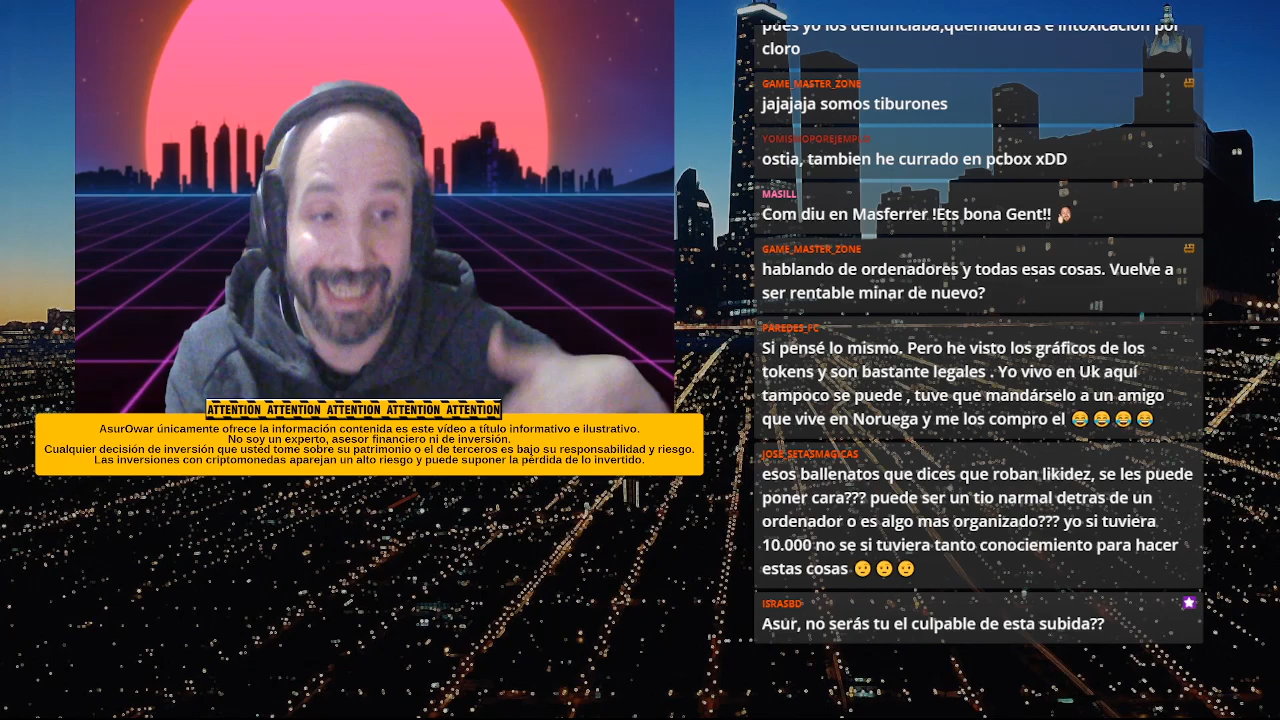 pues yo los denunciaba,quemaduras e intoxicacion por
cloro
GAME_MASTER_ZONE
jajajaja somos tiburones
ostia, tambien he currado en pcbox xDD
MASILL
Com diu en Masferrer !Ets bona Gent!!
GAME_MASTER_ZONE
hablando de ordenadores y todas esas cosas. Vuelve a
ser rentable minar de nuevo?
PAREDES_FC
Si pensé lo mismo. Pero he visto los gráficos de los
tokens y son bastante legales . Yo vivo en Uk aquí
tampoco se puede , tuve que mandárselo a un amigo
que vive en Noruega y me los compro el 😂 😂 😂 😂
JOSE_SETASMAGICAS
esos ballenatos que dices que roban likidez, se les puede
poner cara??? puede ser un tio narmal detras de un
ordenador o es algo mas organizado??? yo si tuviera
10.000 no se si tuviera tanto conociemiento para hacer
estas cosas 😏 🤨 😏
ISRASBD
Asur, no serás tu el culpable de esta subida??
ATTENTION ATTENTION ATTENTION ATTENTION ATTENTION
AsurOwar únicamente ofrece la información contenida es este vídeo a título informativo e ilustrativo.
No soy un experto, asesor financiero ni de inversión.
Cualquier decisión de inversión que usted tome sobre su patrimonio o el de terceros es bajo su responsabilidad y riesgo.
Las inversiones con criptomonedas aparejan un alto riesgo y puede suponer la pérdida de lo invertido.